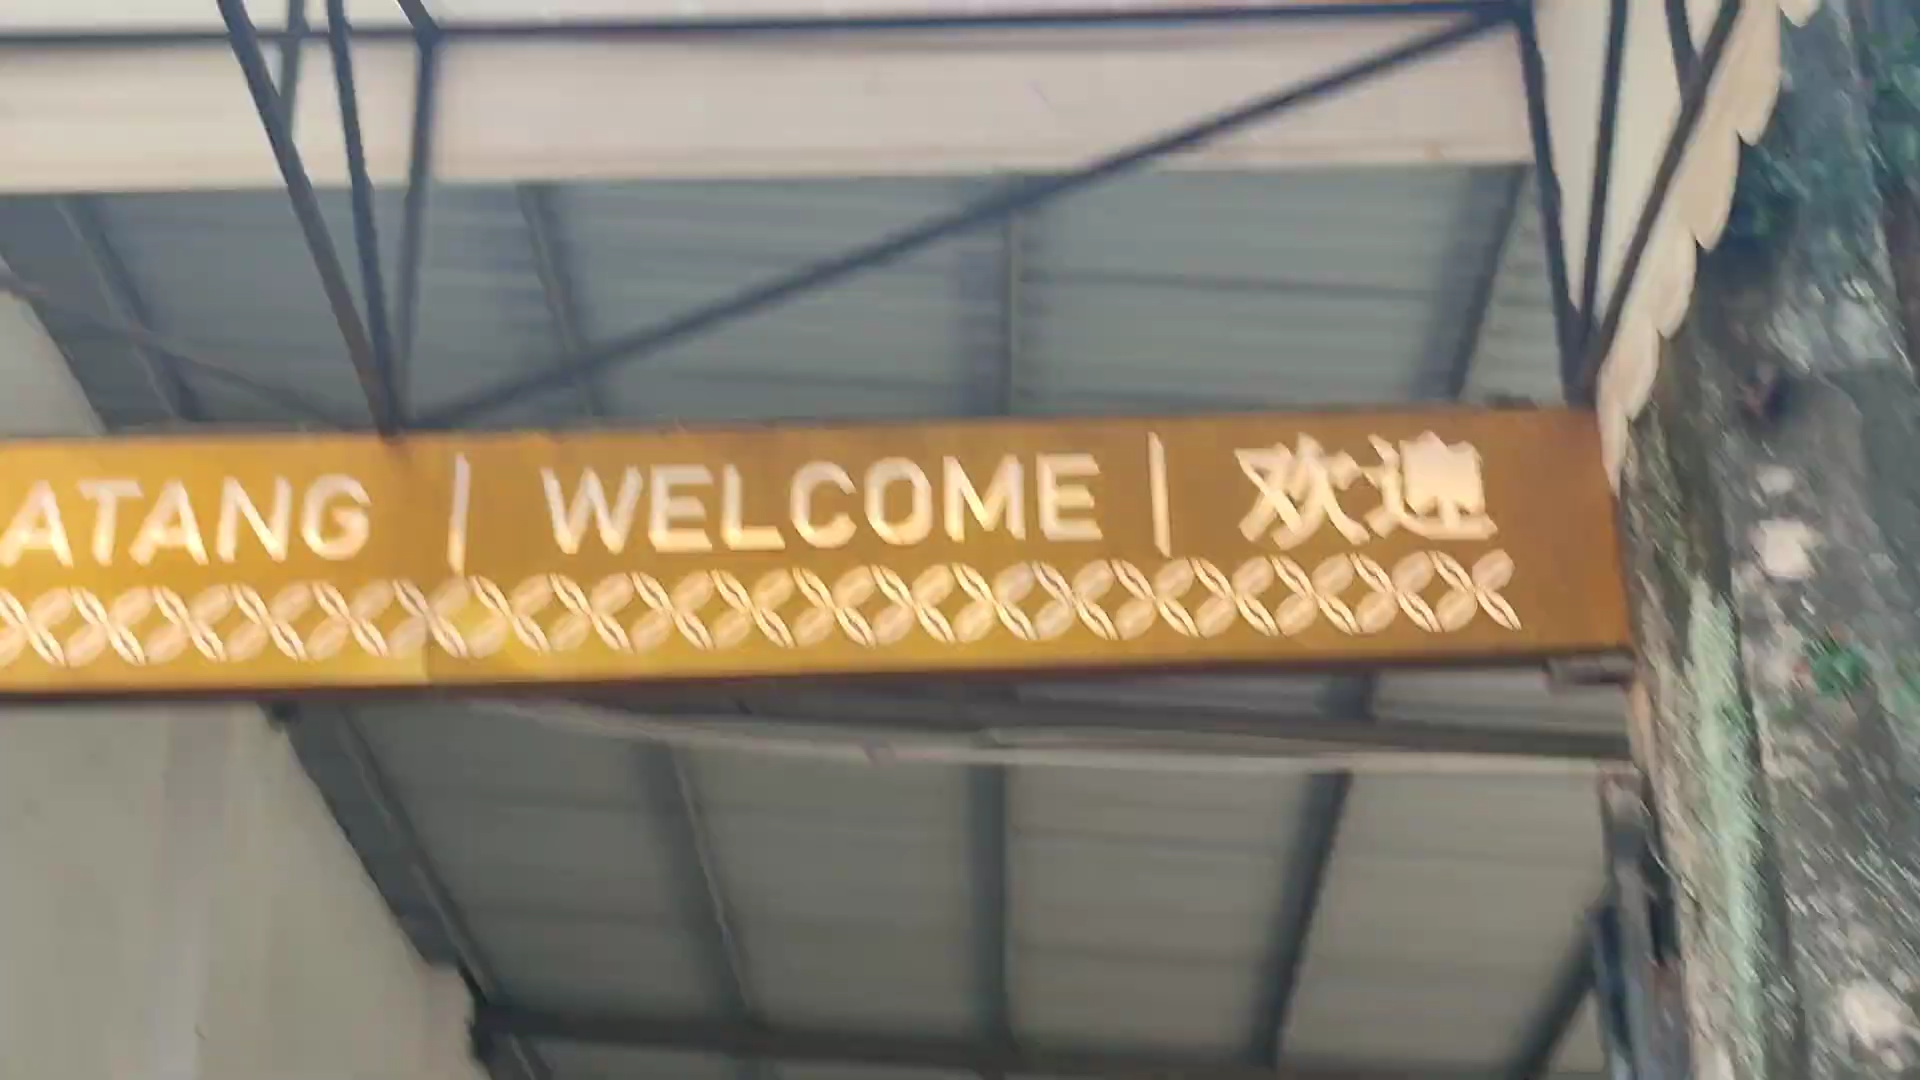 ATANG | WELCOME | 欢迎